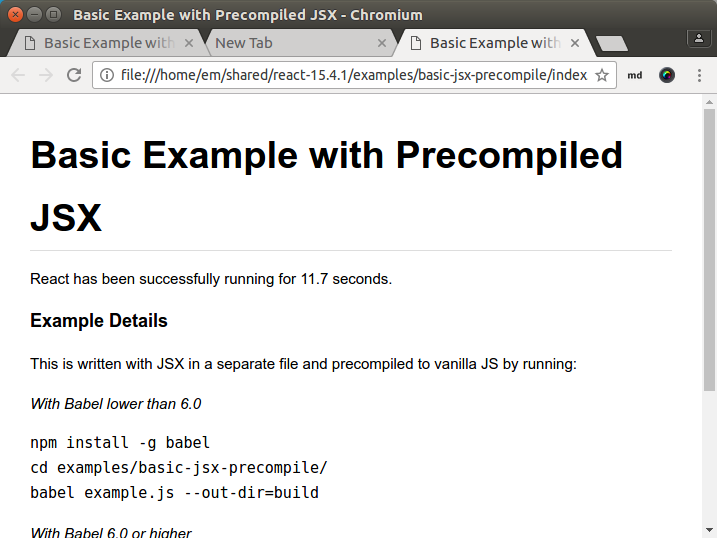 Basic Example with Precompiled JSX - Chromium
Basic Example with
New Tab
Basic Example with
file:///home/em/shared/react-15.4.1/examples/basic-jsx-precompile/index
md
Basic Example with Precompiled
JSX
React has been successfully running for 11.7 seconds.
Example Details
This is written with JSX in a separate file and precompiled to vanilla JS by running:
With Babel lower than 6.0
npm install -g babel
cd examples/basic-jsx-precompile/
babel example.js --out-dir=build
With Babel 6.0 or higher